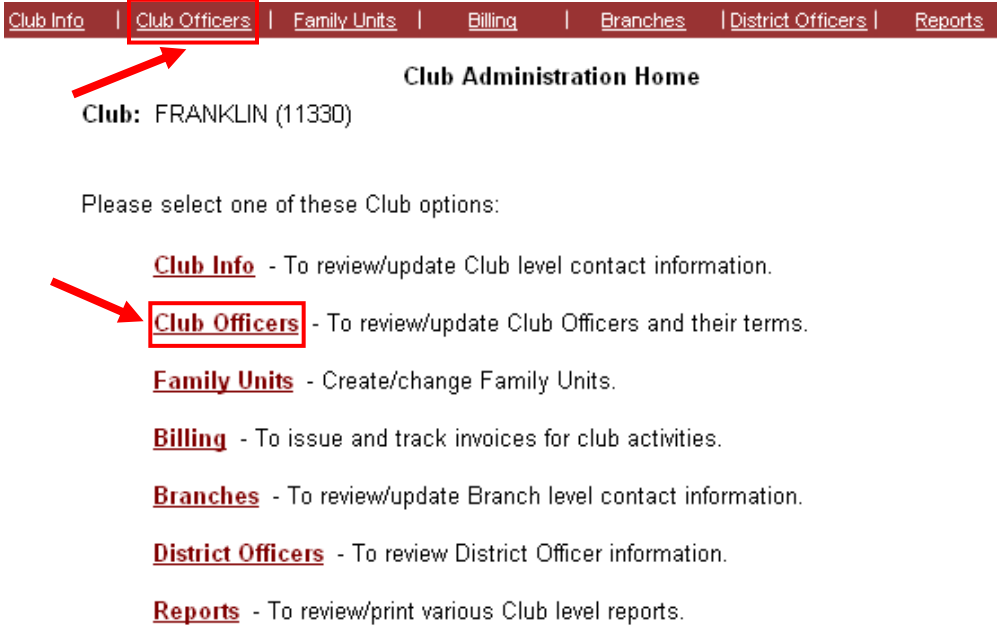 Club Info | Club Officers | Family Units | Billing | Branches | District Officers | Reports
Club Administration Home
Club: FRANKLIN (11330)
Please select one of these Club options:
Club Info - To review/update Club level contact information.
Club Officers - To review/update Club Officers and their terms.
Family Units - Create/change Family Units.
Billing - To issue and track invoices for club activities.
Branches - To review/update Branch level contact information.
District Officers - To review District Officer information.
Reports - To review/print various Club level reports.